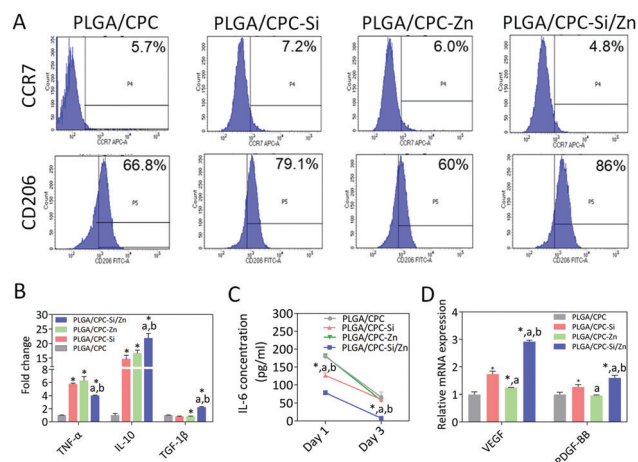 A
PLGA/CPC PLGA/CPC-Si PLGA/CPC-Zn PLGA/CPC-Si/Zn
CCR7
5.7% 7.2% 6.0% 4.8%
P4 P4 P4 P4
Count Count Count Count
CCR7 APC-A CCR7 APC-A CCR7 APC-A CCR7 APC-A
CD206
66.8% 79.1% 60% 86%
P5 P5 P5 P5
Count Count Count Count
CD206 FITC-A CD206 FITC-A CD206 FITC-A CD206 FITC-A
B
PLGA/CPC-Si/Zn
PLGA/CPC-Zn
PLGA/CPC-Si
PLGA/CPC
Fold change
30
25
20
15
10
8
6
4
2
0
* * * a,b
* * * a,b
* * a,b
TNF-α IL-10 TGF-1β
C
PLGA/CPC
PLGA/CPC-Si
PLGA/CPC-Zn
PLGA/CPC-Si/Zn
IL-6 concentration
(pg/ml)
300
250
200
150
100
50
0
*,a,b
*,a,b
Day 1 Day 3
D
PLGA/CPC
PLGA/CPC-Si
PLGA/CPC-Zn
PLGA/CPC-Si/Zn
Relative mRNA expression
4
3
2
1
0
* *,a *,a,b
* a *,a,b
VEGF PDGF-BB